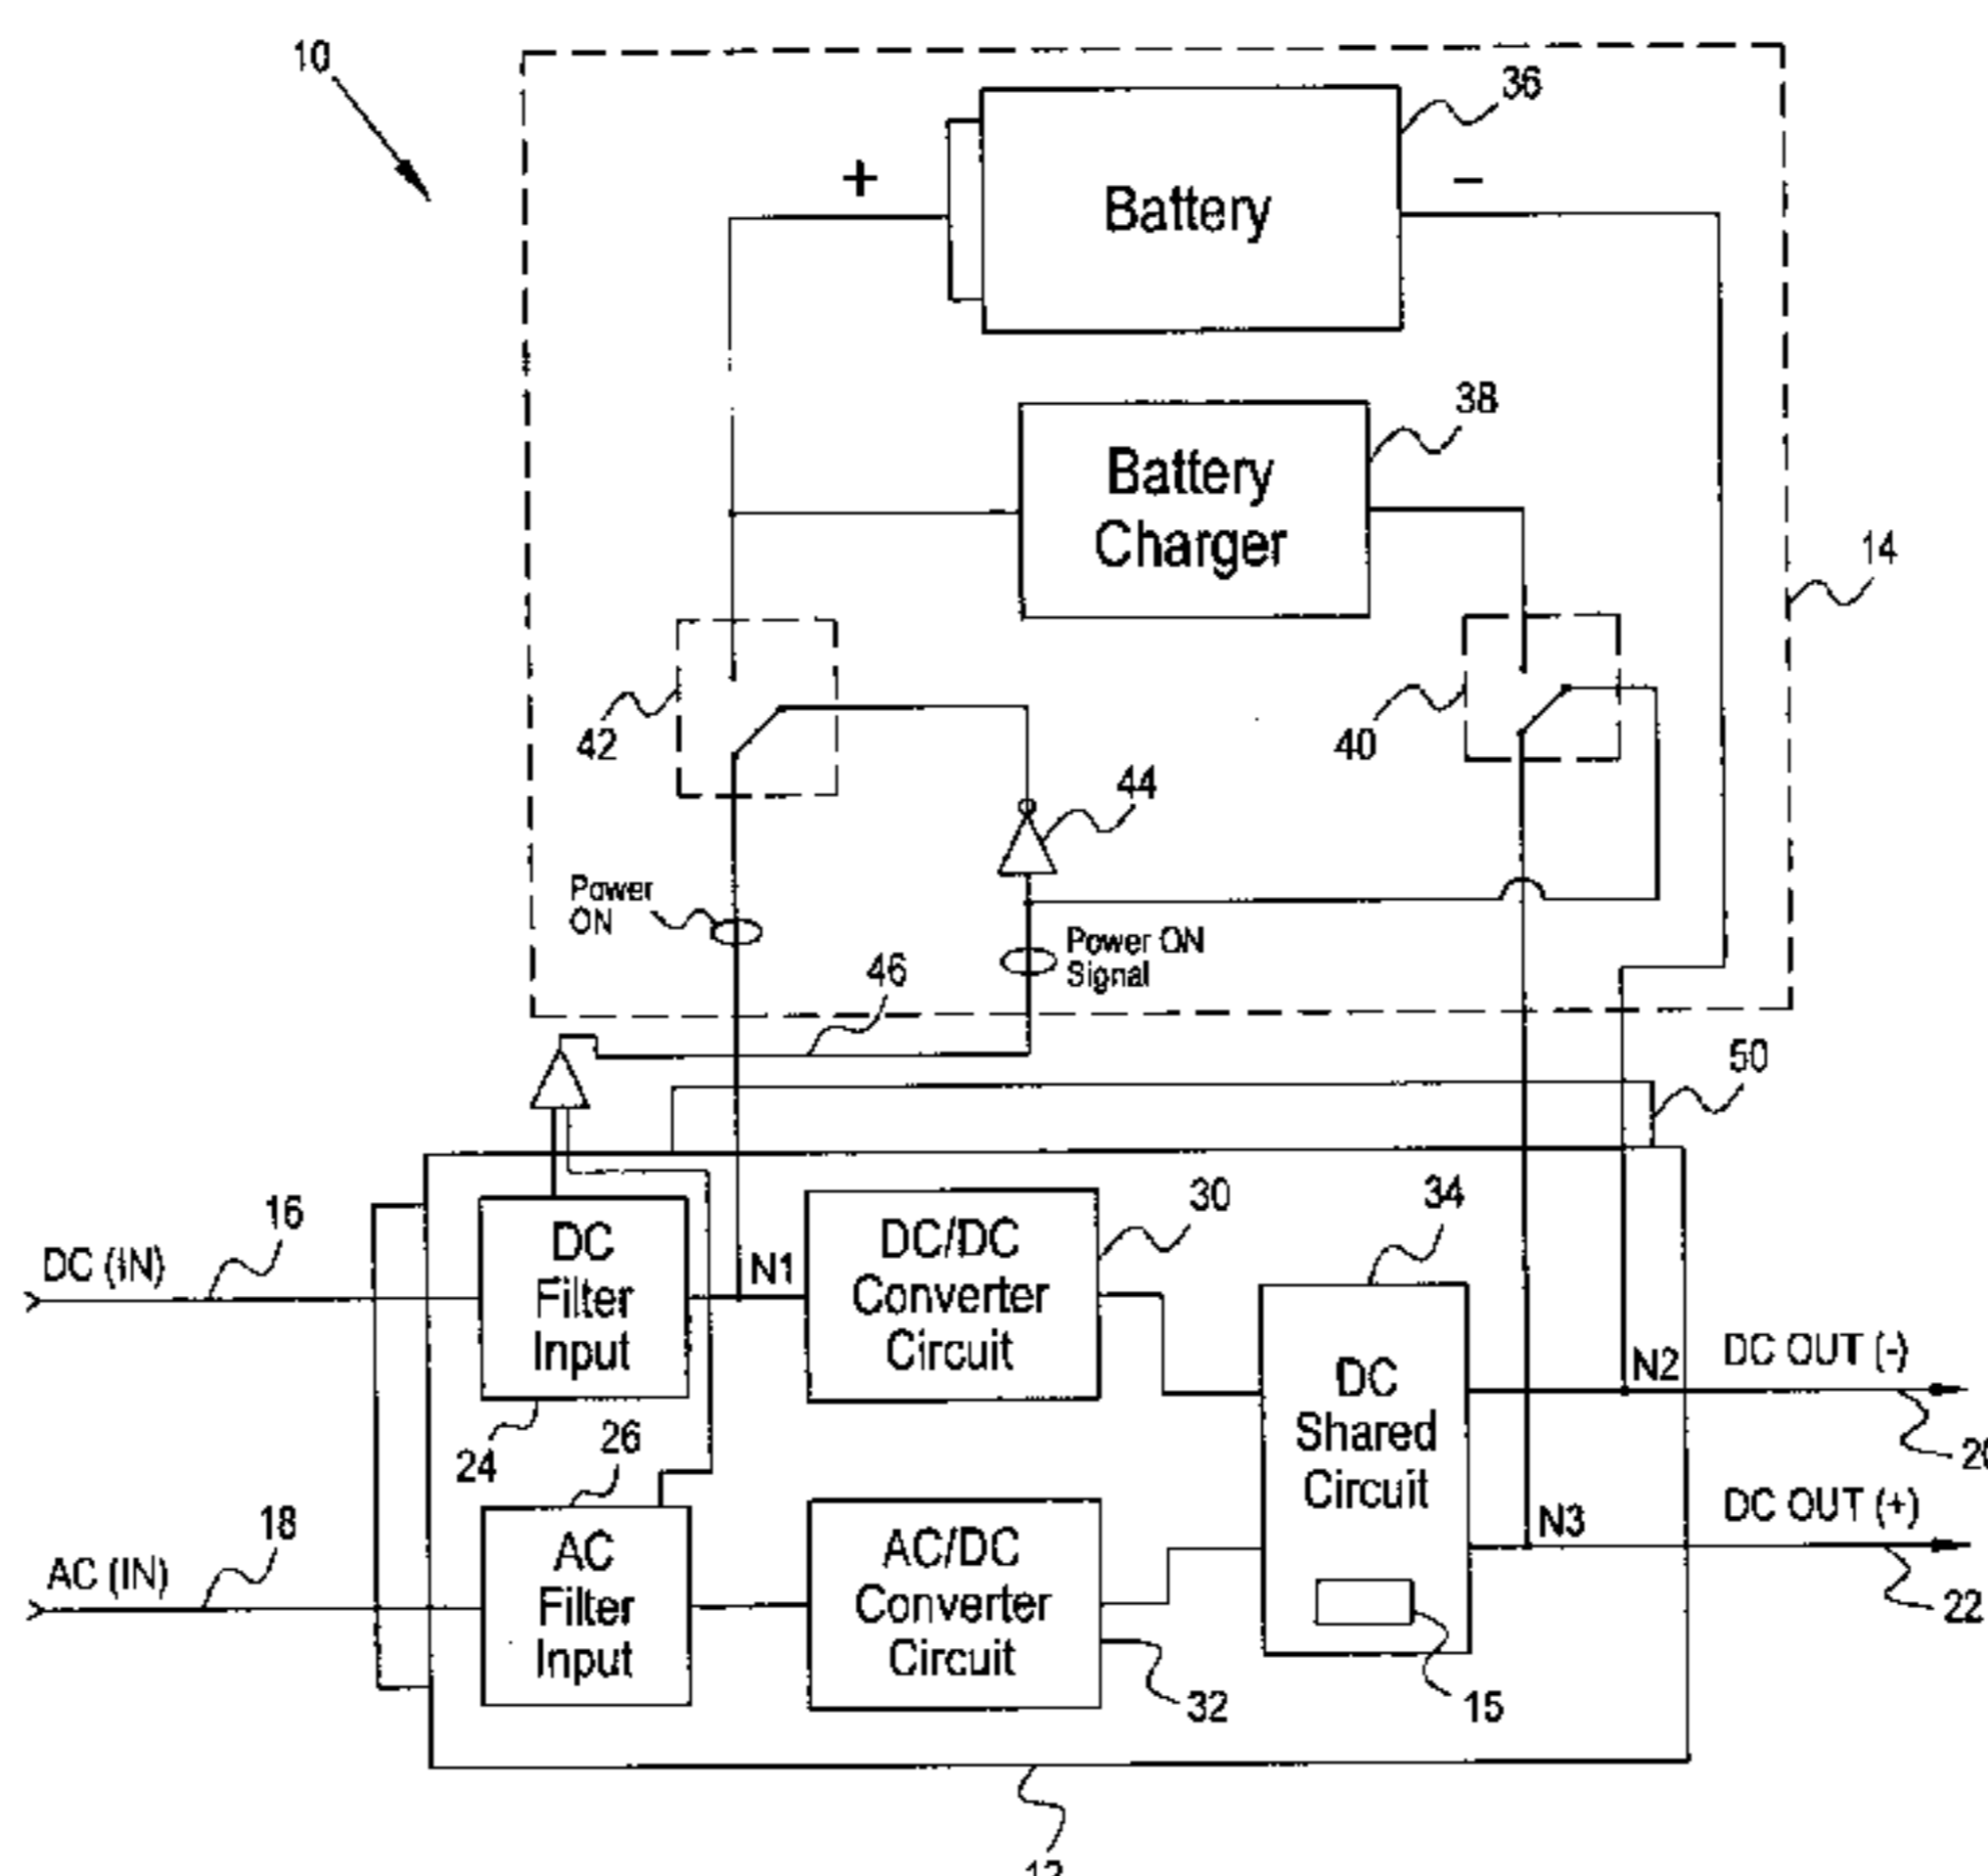 10
36
+
Battery
−
38
Battery
Charger
14
42
40
44
Power
ON
Power ON
Signal
46
50
16
DC (IN)
DC
Filter
Input
N1
DC/DC
Converter
Circuit
30
34
DC
Shared
Circuit
N2
DC OUT (-)
24
26
N3
DC OUT (+)
22
18
AC (IN)
AC
Filter
Input
AC/DC
Converter
Circuit
32
15